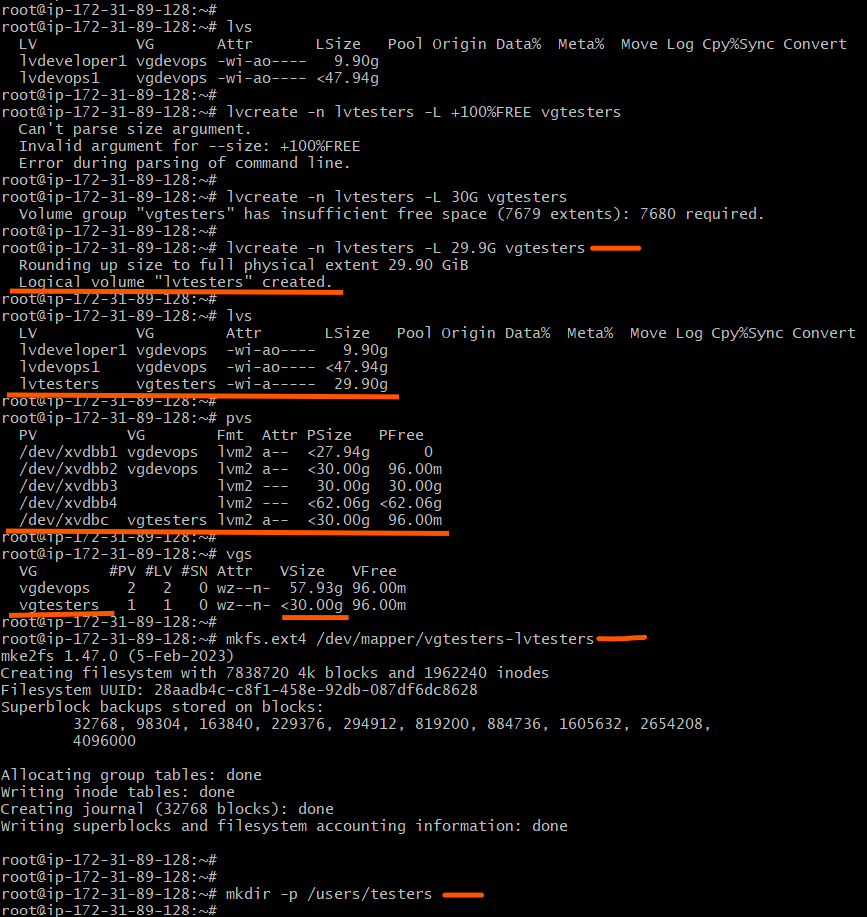 root@ip-172-31-89-128:~#
root@ip-172-31-89-128:~# lvs
  LV         VG       Attr       LSize   Pool Origin Data%  Meta%  Move Log Cpy%Sync Convert
  lvdeveloper1 vgdevops -wi-ao----   9.90g
  lvdevops1    vgdevops -wi-ao---- <47.94g
root@ip-172-31-89-128:~#
root@ip-172-31-89-128:~# lvcreate -n lvtesters -L +100%FREE vgtesters
  Can't parse size argument.
  Invalid argument for --size: +100%FREE
  Error during parsing of command line.
root@ip-172-31-89-128:~#
root@ip-172-31-89-128:~# lvcreate -n lvtesters -L 30G vgtesters
  Volume group "vgtesters" has insufficient free space (7679 extents): 7680 required.
root@ip-172-31-89-128:~#
root@ip-172-31-89-128:~# lvcreate -n lvtesters -L 29.9G vgtesters
  Rounding up size to full physical extent 29.90 GiB
  Logical volume "lvtesters" created.
root@ip-172-31-89-128:~#
root@ip-172-31-89-128:~# lvs
  LV           VG        Attr       LSize   Pool Origin Data%  Meta%  Move Log Cpy%Sync Convert
  lvdeveloper1 vgdevops  -wi-ao----   9.90g
  lvdevops1    vgdevops  -wi-ao---- <47.94g
  lvtesters    vgtesters -wi-a-----  29.90g
root@ip-172-31-89-128:~#
root@ip-172-31-89-128:~# pvs
  PV          VG        Fmt  Attr PSize   PFree
  /dev/xvdbb1 vgdevops  lvm2 a--  <27.94g      0
  /dev/xvdbb2 vgdevops  lvm2 a--  <30.00g  96.00m
  /dev/xvdbb3           lvm2 ---   30.00g  30.00g
  /dev/xvdbb4           lvm2 ---  <62.06g <62.06g
  /dev/xvdbc  vgtesters lvm2 a--  <30.00g  96.00m
root@ip-172-31-89-128:~#
root@ip-172-31-89-128:~# vgs
  VG        #PV #LV #SN Attr   VSize   VFree
  vgdevops    2   2   0 wz--n-  57.93g 96.00m
  vgtesters   1   1   0 wz--n- <30.00g 96.00m
root@ip-172-31-89-128:~#
root@ip-172-31-89-128:~# mkfs.ext4 /dev/mapper/vgtesters-lvtesters
mke2fs 1.47.0 (5-Feb-2023)
Creating filesystem with 7838720 4k blocks and 1962240 inodes
Filesystem UUID: 28aadb4c-c8f1-458e-92db-087df6dc8628
Superblock backups stored on blocks:
        32768, 98304, 163840, 229376, 294912, 819200, 884736, 1605632, 2654208,
        4096000
Allocating group tables: done
Writing inode tables: done
Creating journal (32768 blocks): done
Writing superblocks and filesystem accounting information: done
root@ip-172-31-89-128:~#
root@ip-172-31-89-128:~#
root@ip-172-31-89-128:~# mkdir -p /users/testers
root@ip-172-31-89-128:~#